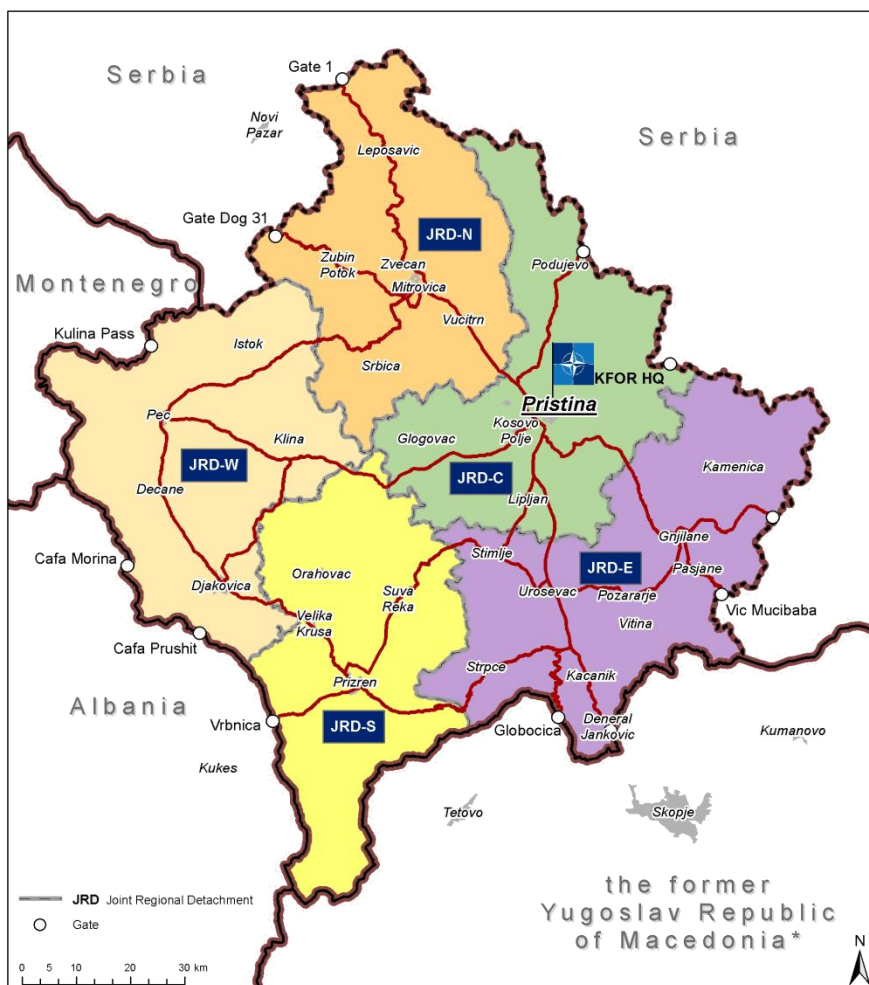 Serbia
Gate 1
Novi
Pazar
Serbia
Leposavic
Gate Dog 31
JRD-N
Zubin
Potok
Zvecan
Mitrovica
Podujevo
Montenegro
Kulina Pass
Istok
Vucitrn
Srbica
KFOR HQ
Pristina
Pec
Kosovo
Polje
Klina
Glogovac
Kamenica
JRD-W
JRD-C
Decane
Lipljan
Gnjilane
Stimlje
Cafa Morina
JRD-E
Pasjane
Orahovac
Djakovica
Suva
Reka
Urosevac
Pozararje
Vic Mucibaba
Velika
Krusa
Vitina
Cafa Prushit
Strpce
Kacanik
Prizren
Albania
Vrbnica
JRD-S
Globocica
Deneral
Jankovic
Kumanovo
Kukes
Tetovo
Skopje
the former
Yugoslav Republic
of Macedonia*
JRD Joint Regional Detachment
Gate
N
0 5 10 20 30 km